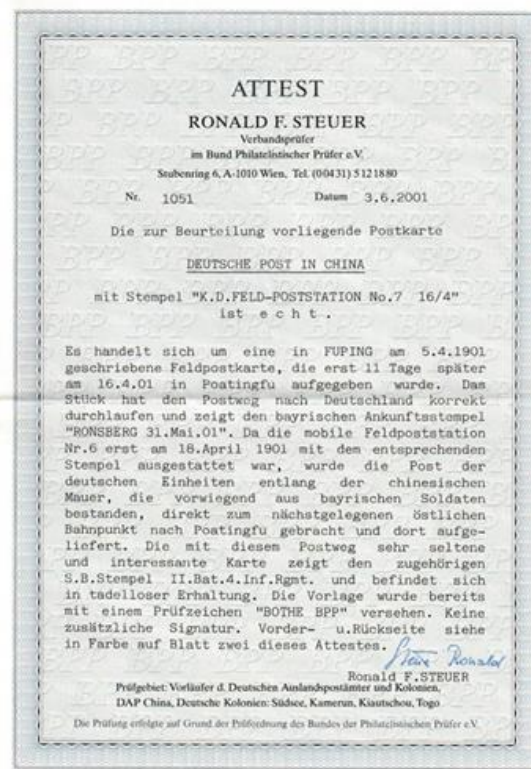 ATTEST
RONALD F. STEUER
Verbandsprüfer
im Bund Philatelistischer Prüfer e.V.
Stubenring 6, A-1010 Wien, Tel. (00431) 5121880
Nr. 1051 Datum 3.6.2001
Die zur Beurteilung vorliegende Postkarte
DEUTSCHE POST IN CHINA
mit Stempel "K.D.FELD-POSTSTATION No.7 16/4"
ist echt.
Es handelt sich um eine in FUPING am 5.4.1901
geschriebene Feldpostkarte, die erst 11 Tage später
am 16.4.01 in Poatingfu aufgegeben wurde. Das
Stück hat den Postweg nach Deutschland korrekt
durchlaufen und zeigt den bayrischen Ankunftsstempel
"RONSBERG 31.Mai.01". Da die mobile Feldpoststation
Nr.6 erst am 18.April 1901 mit dem entsprechenden
Stempel ausgestattet war, wurde die Post der
deutschen Einheiten entlang der chinesischen
Mauer, die vorwiegend aus bayrischen Soldaten
bestanden, direkt zum nächstgelegenen östlichen
Bahnpunkt nach Poatingfu gebracht und dort aufge-
liefert. Die mit diesem Postweg sehr seltene
und interessante Karte zeigt den zugehörigen
S.B.Stempel II.Bat.4.Inf.Rgmt. und befindet sich
in tadelloser Erhaltung. Die Vorlage wurde bereits
mit einem Prüfzeichen "BOTHE BPP" versehen. Keine
zusätzliche Signatur. Vorder- u.Rückseite siehe
in Farbe auf Blatt zwei dieses Attestes.
Steuer Ronald
Ronald F.STEUER
Prüfgebiet: Vorläufer d. Deutschen Auslandspostämter und Kolonien,
DAP China, Deutsche Kolonien: Südsee, Kamerun, Kiautschou, Togo
Die Prüfung erfolgte auf Grund der Prüfordnung des Bundes der Philatelistischen Prüfer e.V.